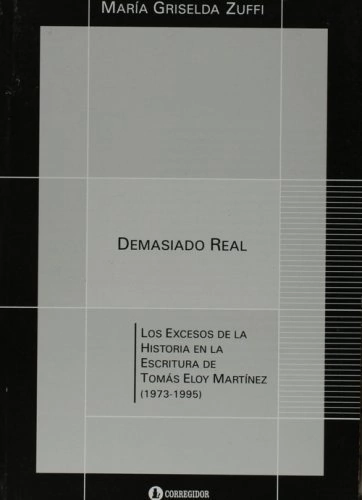 MARÍA GRISELDA ZUFFI
DEMASIADO REAL
LOS EXCESOS DE LA
HISTORIA EN LA
ESCRITURA DE
TOMÁS ELOY MARTÍNEZ
(1973-1995)
CORREGIDOR